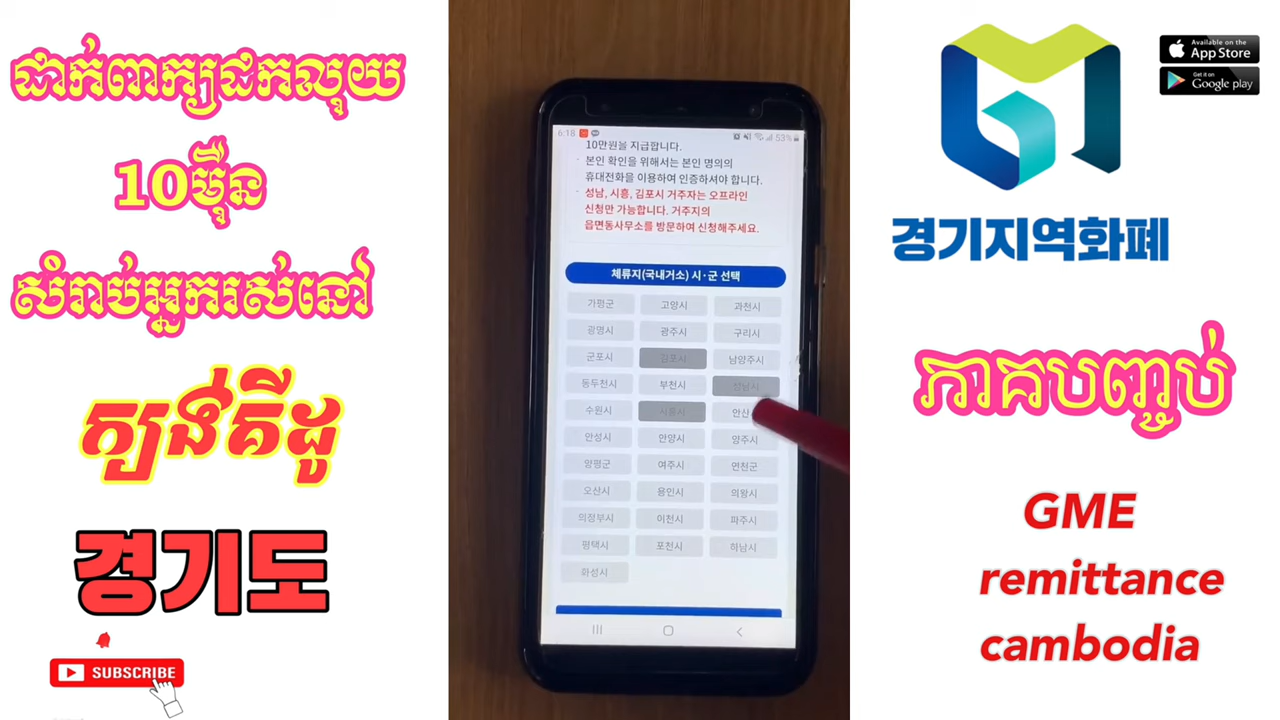 ដាក់ពាក្យដកលុយ
10ម៉ឺន
សំរាប់អ្នករស់នៅ
ក្បុងគីដូ
경기도
SUBSCRIBE
6:18
53%
10만원을 지급합니다.
- 본인 확인을 위해서는 본인 명의의
휴대전화를 이용하여 인증하셔야 합니다.
- 성남, 시흥, 김포시 거주자는 오프라인
신청만 가능합니다. 거주지의
읍면동사무소를 방문하여 신청해주세요.
체류지(국내거소) 시·군 선택
가평군 고양시 과천시
광명시 광주시 구리시
군포시 김포시 남양주시
동두천시 부천시 성남시
수원시 시흥시 안산
안성시 안양시 양주시
양평군 여주시 연천군
오산시 용인시 의왕시
의정부시 이천시 파주시
평택시 포천시 하남시
화성시
Available on the
App Store
Get it on
Google play
경기지역화폐
ភាគបញ្ចប់
GME
remittance
cambodia